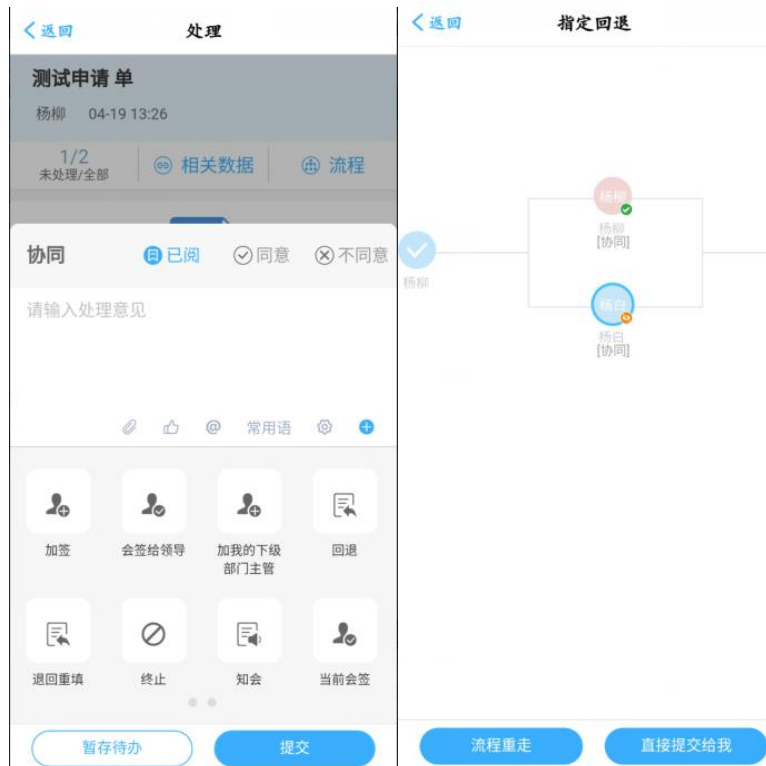 返回
处理
测试申请 单
杨柳 04-19 13:26
1/2
未处理/全部
相关数据
流程
协同
已阅
同意
不同意
请输入处理意见
@ 常用语
加签
会签给领导
加我的下级
部门主管
回退
退回重填
终止
知会
当前会签
暂存待办
提交
返回
指定回退
杨柳
杨柳
杨柳
[协同]
杨白
杨白
[协同]
流程重走
直接提交给我